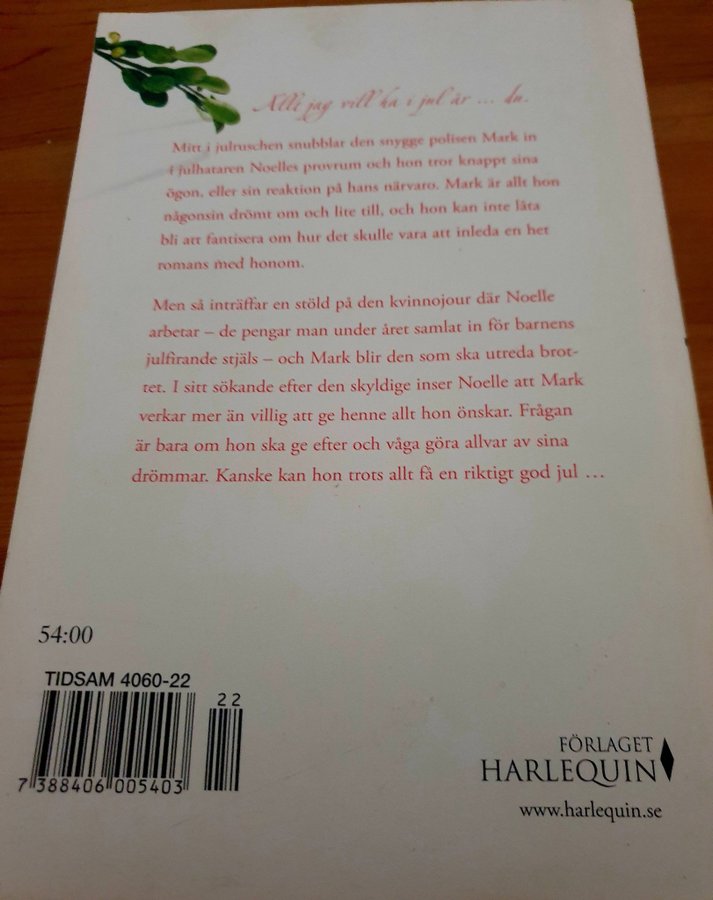 Allt jag vill ha i jul är ... du.
Mitt i julruschen snubblar den snygge polisen Mark in
i julhataren Noelles provrum och hon tror knappt sina
ögon, eller sin reaktion på hans närvaro. Mark är allt hon
någonsin drömt om och lite till, och hon kan inte låta
bli att fantisera om hur det skulle vara att inleda en het
romans med honom.
Men så inträffar en stöld på den kvinnojour där Noelle
arbetar – de pengar man under året samlat in för barnens
julfirande stjäls – och Mark blir den som ska utreda brot-
tet. I sitt sökande efter den skyldige inser Noelle att Mark
verkar mer än villig att ge henne allt hon önskar. Frågan
är bara om hon ska ge efter och våga göra allvar av sina
drömmar. Kanske kan hon trots allt få en riktigt god jul ...
54:00
TIDSAM 4060-22
22
7 388406 005403
FÖRLAGET
HARLEQUIN
www.harlequin.se